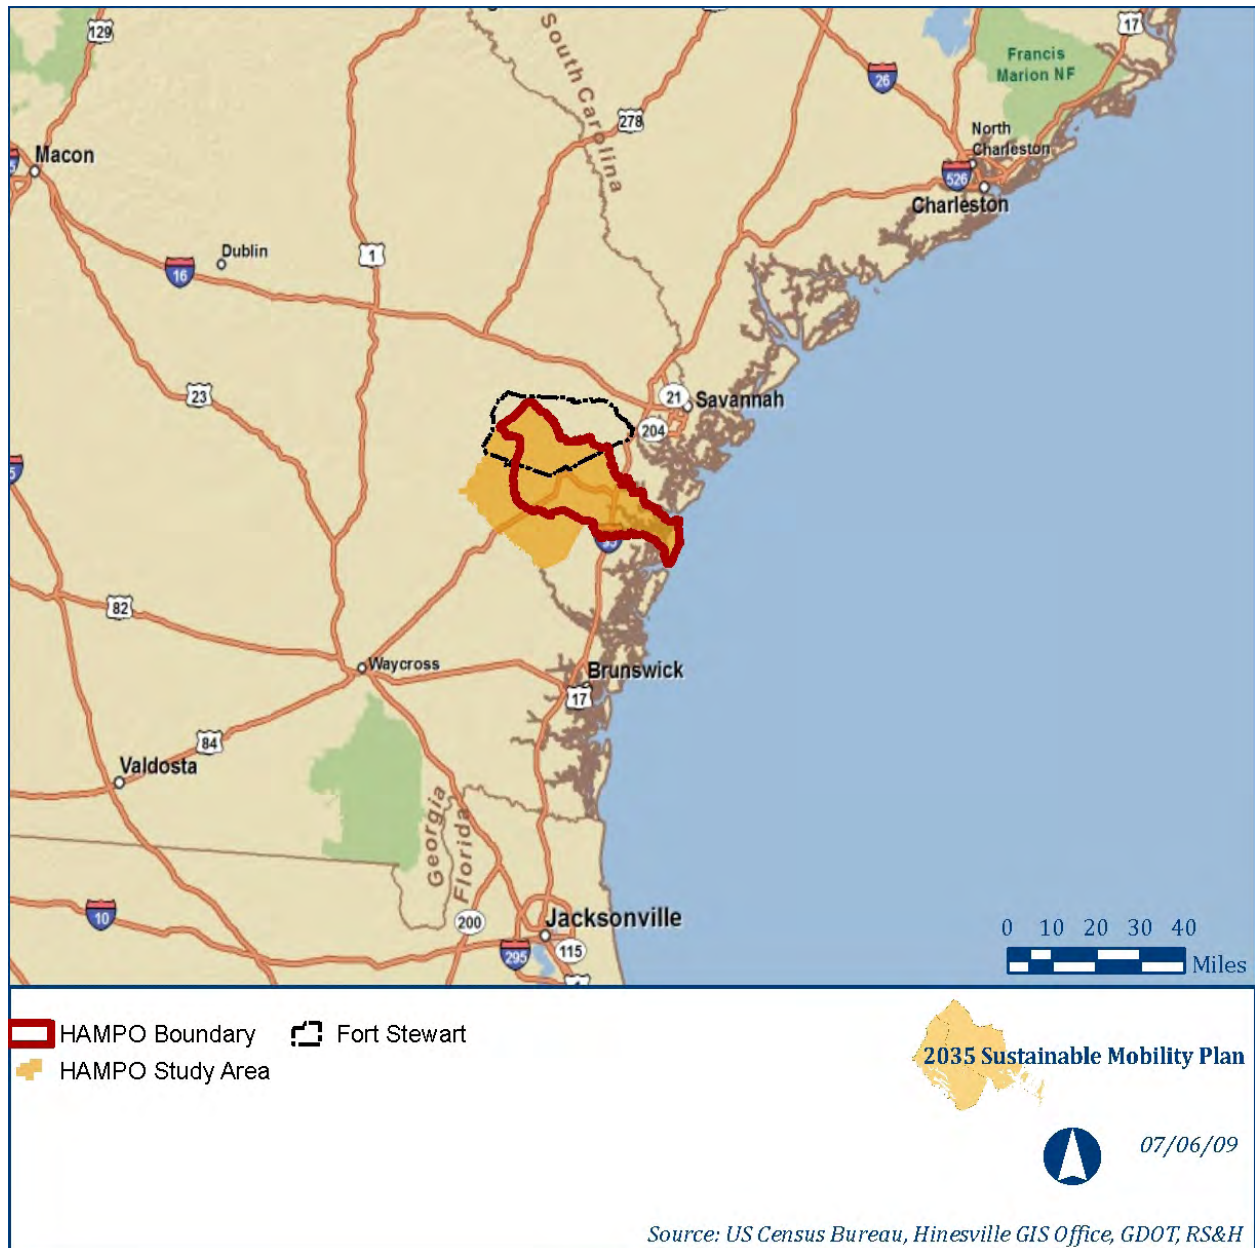 129
South Carolina
17
Francis
Marion NF
26
278
North
Charleston
Macon
526
Charleston
Dublin
1
16
23
21
Savannah
204
82
Waycross
Brunswick
17
84
Valdosta
Georgia
Florida
10
200
Jacksonville
115
295
0 10 20 30 40
Miles
HAMPO Boundary
Fort Stewart
HAMPO Study Area
2035 Sustainable Mobility Plan
07/06/09
Source: US Census Bureau, Hinesville GIS Office, GDOT, RS&H